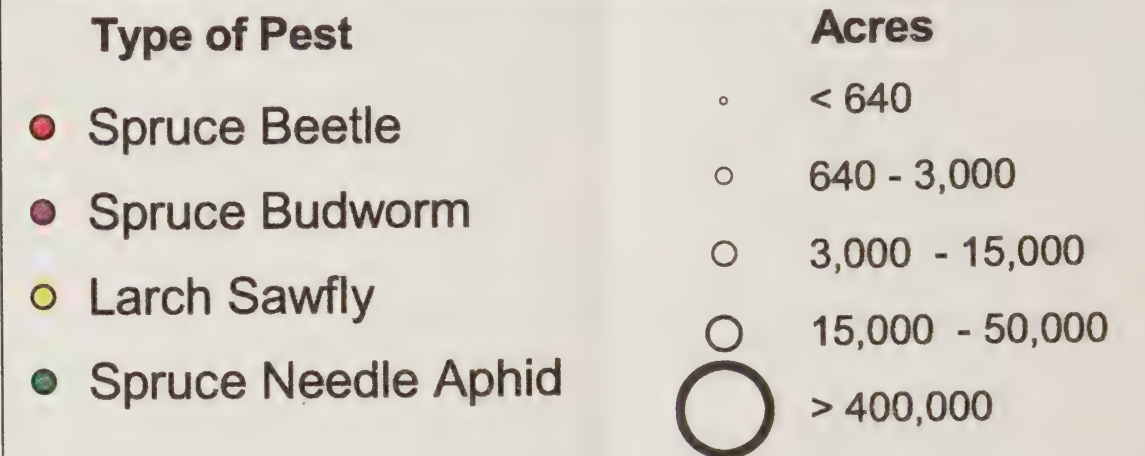 Type of Pest
Spruce Beetle
Spruce Budworm
Larch Sawfly
Spruce Needle Aphid
Acres
< 640
640 - 3,000
3,000 - 15,000
15,000 - 50,000
> 400,000